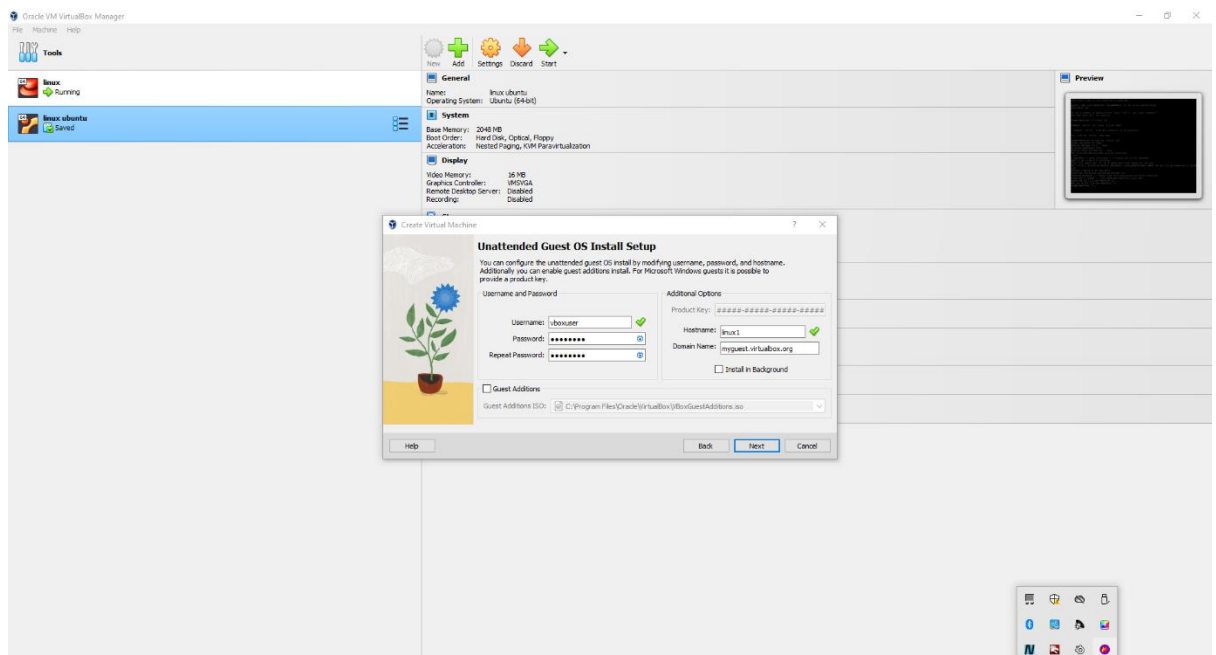 Oracle VM VirtualBox Manager
File Machine Help
Tools
New Add Settings Discard Start
linux
Running
linux ubuntu
Saved
General
Name: linux ubuntu
Operating System: Ubuntu (64-bit)
System
Base Memory: 2048 MB
Boot Order: Hard Disk, Optical, Floppy
Acceleration: Nested Paging, KVM Paravirtualization
Display
Video Memory: 16 MB
Graphics Controller: VMSVGA
Remote Desktop Server: Disabled
Recording: Disabled
Preview
Create Virtual Machine
Unattended Guest OS Install Setup
You can configure the unattended guest OS install by modifying username, password, and hostname.
Additionally you can enable guest additions install. For Microsoft Windows guests it is possible to
provide a product key.
Username and Password
Username: vboxuser
Password: ●●●●●●●●
Repeat Password: ●●●●●●●●
Additional Options
Product Key: #####-#####-#####-#####
Hostname: linux1
Domain Name: myguest.virtualbox.org
Install in Background
Guest Additions
Guest Additions ISO: C:\Program Files\Oracle\VirtualBox\VBoxGuestAdditions.iso
Help
Back Next Cancel